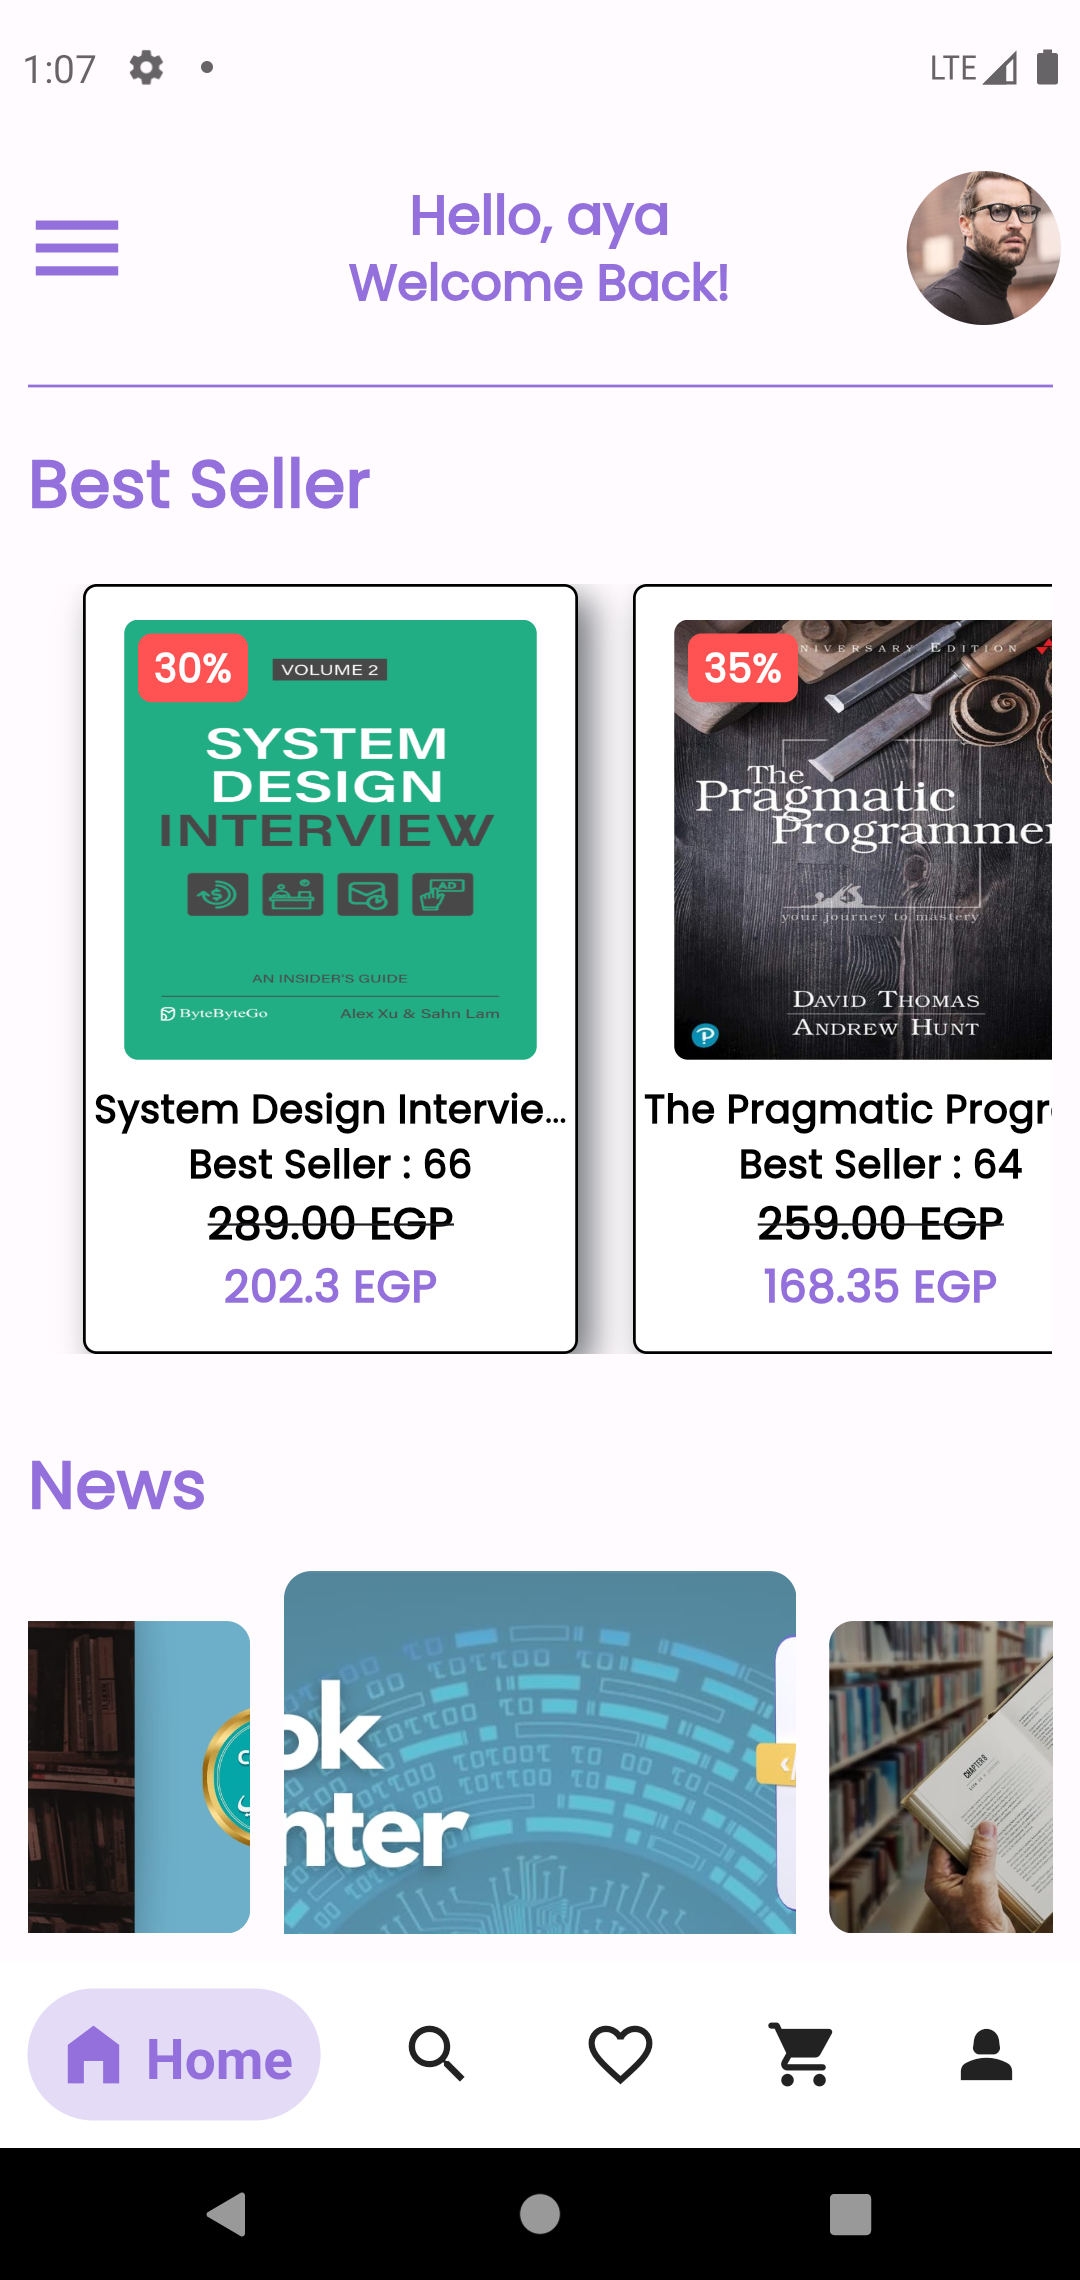 1:07
LTE
Hello, aya
Welcome Back!
Best Seller
30%
VOLUME 2
SYSTEM
DESIGN
INTERVIEW
AD
AN INSIDER'S GUIDE
ByteByteGo
Alex Xu & Sahn Lam
System Design Intervie...
Best Seller : 66
289.00 EGP
202.3 EGP
35%
NIVERSARY EDITION
The
Pragmatic
Programmer
your journey to mastery
DAVID THOMAS
ANDREW HUNT
The Pragmatic Progr
Best Seller : 64
259.00 EGP
168.35 EGP
News
ok
nter
CHAPTER 8
Home